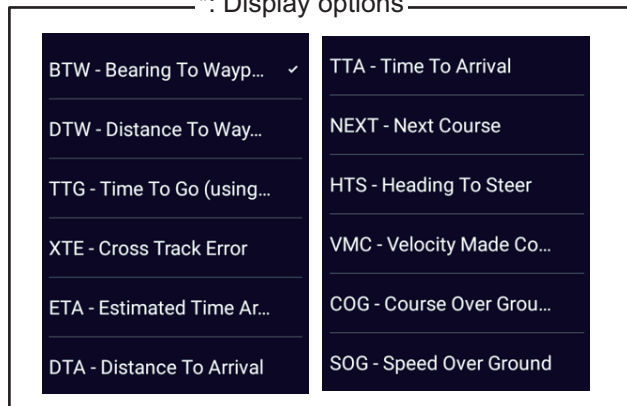 *: Display options
BTW - Bearing To Wayp...
DTW - Distance To Way...
TTG - Time To Go (using...
XTE - Cross Track Error
ETA - Estimated Time Ar...
DTA - Distance To Arrival
TTA - Time To Arrival
NEXT - Next Course
HTS - Heading To Steer
VMC - Velocity Made Co...
COG - Course Over Grou...
SOG - Speed Over Ground